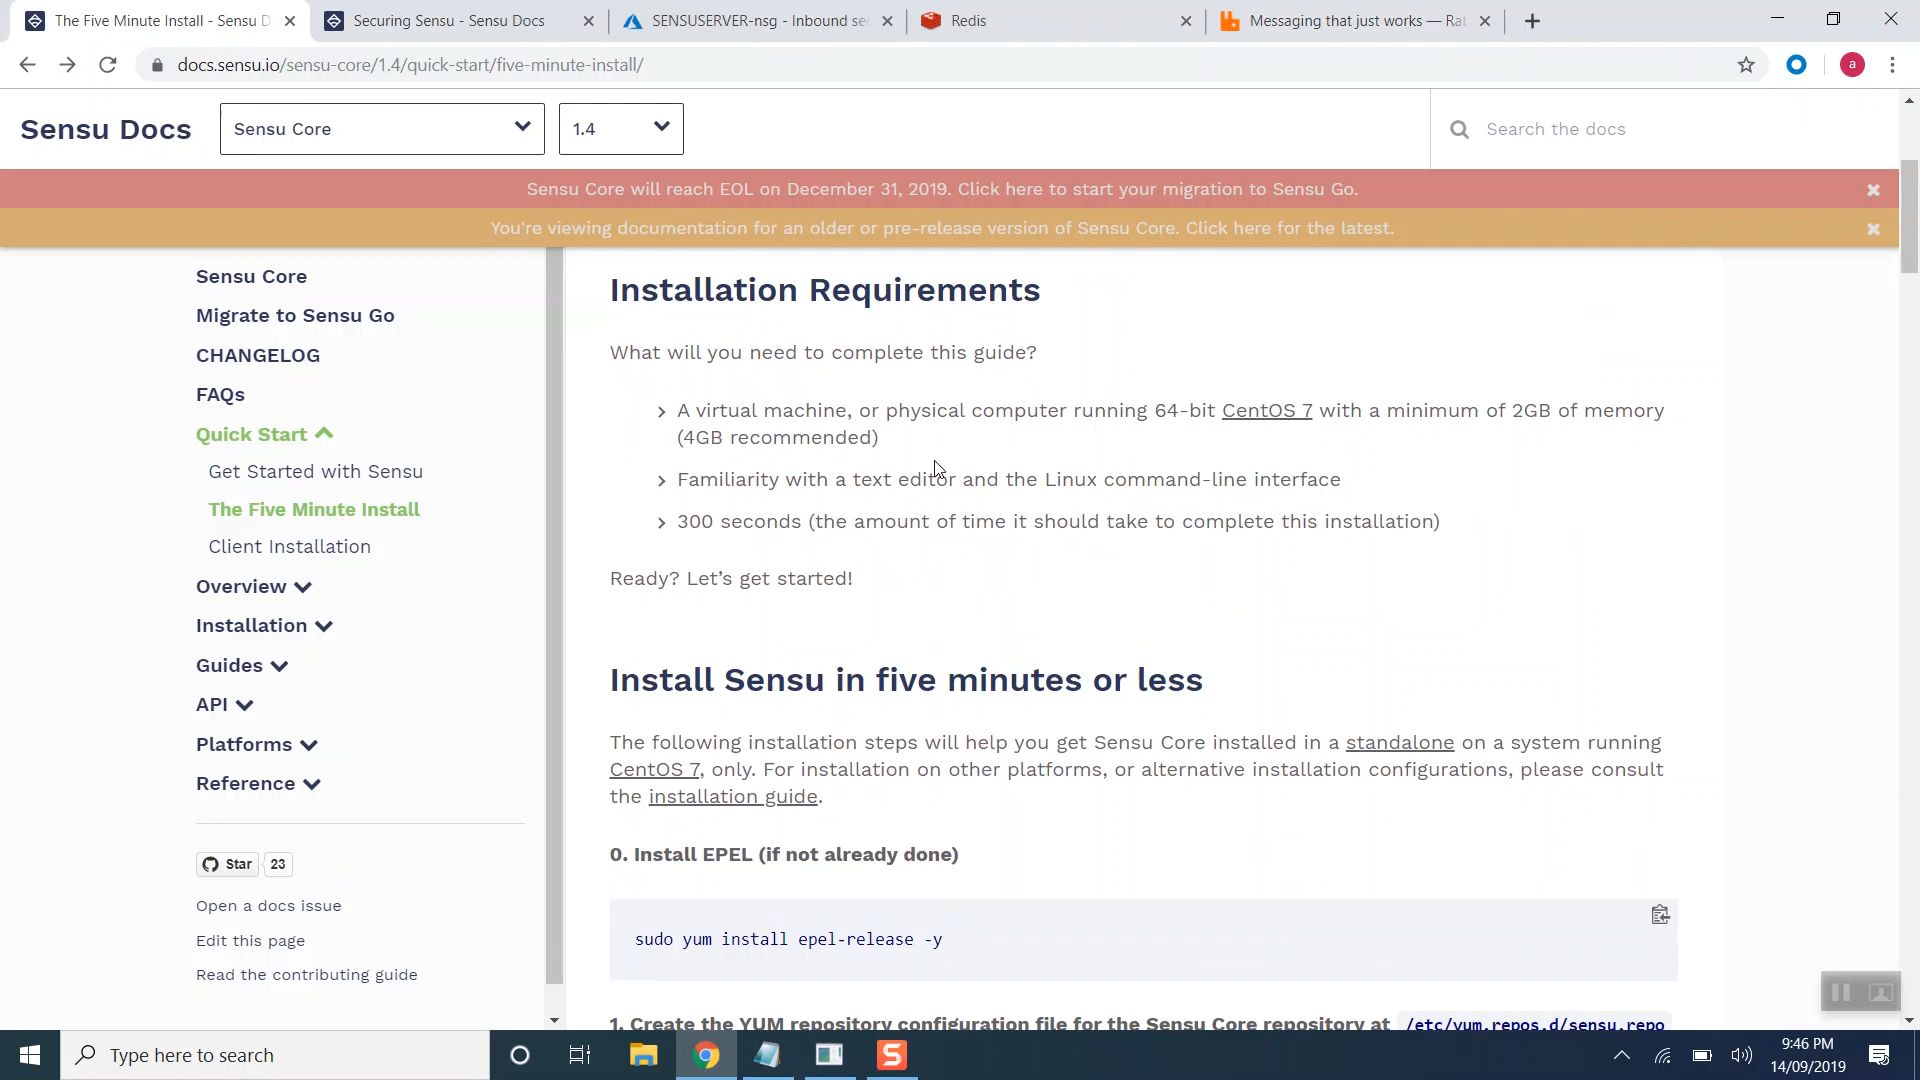 The Five Minute Install - Sensu D
Securing Sensu - Sensu Docs
SENSUSERVER-nsg - Inbound sec
Redis
Messaging that just works — Rab
docs.sensu.io/sensu-core/1.4/quick-start/five-minute-install/
a
Sensu Docs
Sensu Core
1.4
Search the docs
Sensu Core will reach EOL on December 31, 2019. Click here to start your migration to Sensu Go.
You're viewing documentation for an older or pre-release version of Sensu Core. Click here for the latest.
Sensu Core
Migrate to Sensu Go
CHANGELOG
FAQs
Quick Start
Get Started with Sensu
The Five Minute Install
Client Installation
Overview
Installation
Guides
API
Platforms
Reference
Star
23
Open a docs issue
Edit this page
Read the contributing guide
Installation Requirements
What will you need to complete this guide?
A virtual machine, or physical computer running 64-bit CentOS 7 with a minimum of 2GB of memory
(4GB recommended)
Familiarity with a text editor and the Linux command-line interface
300 seconds (the amount of time it should take to complete this installation)
Ready? Let’s get started!
Install Sensu in five minutes or less
The following installation steps will help you get Sensu Core installed in a standalone on a system running
CentOS 7, only. For installation on other platforms, or alternative installation configurations, please consult
the installation guide.
0. Install EPEL (if not already done)
sudo yum install epel-release -y
1. Create the YUM repository configuration file for the Sensu Core repository at /etc/yum.repos.d/sensu.repo
Type here to search
S
9:46 PM
14/09/2019